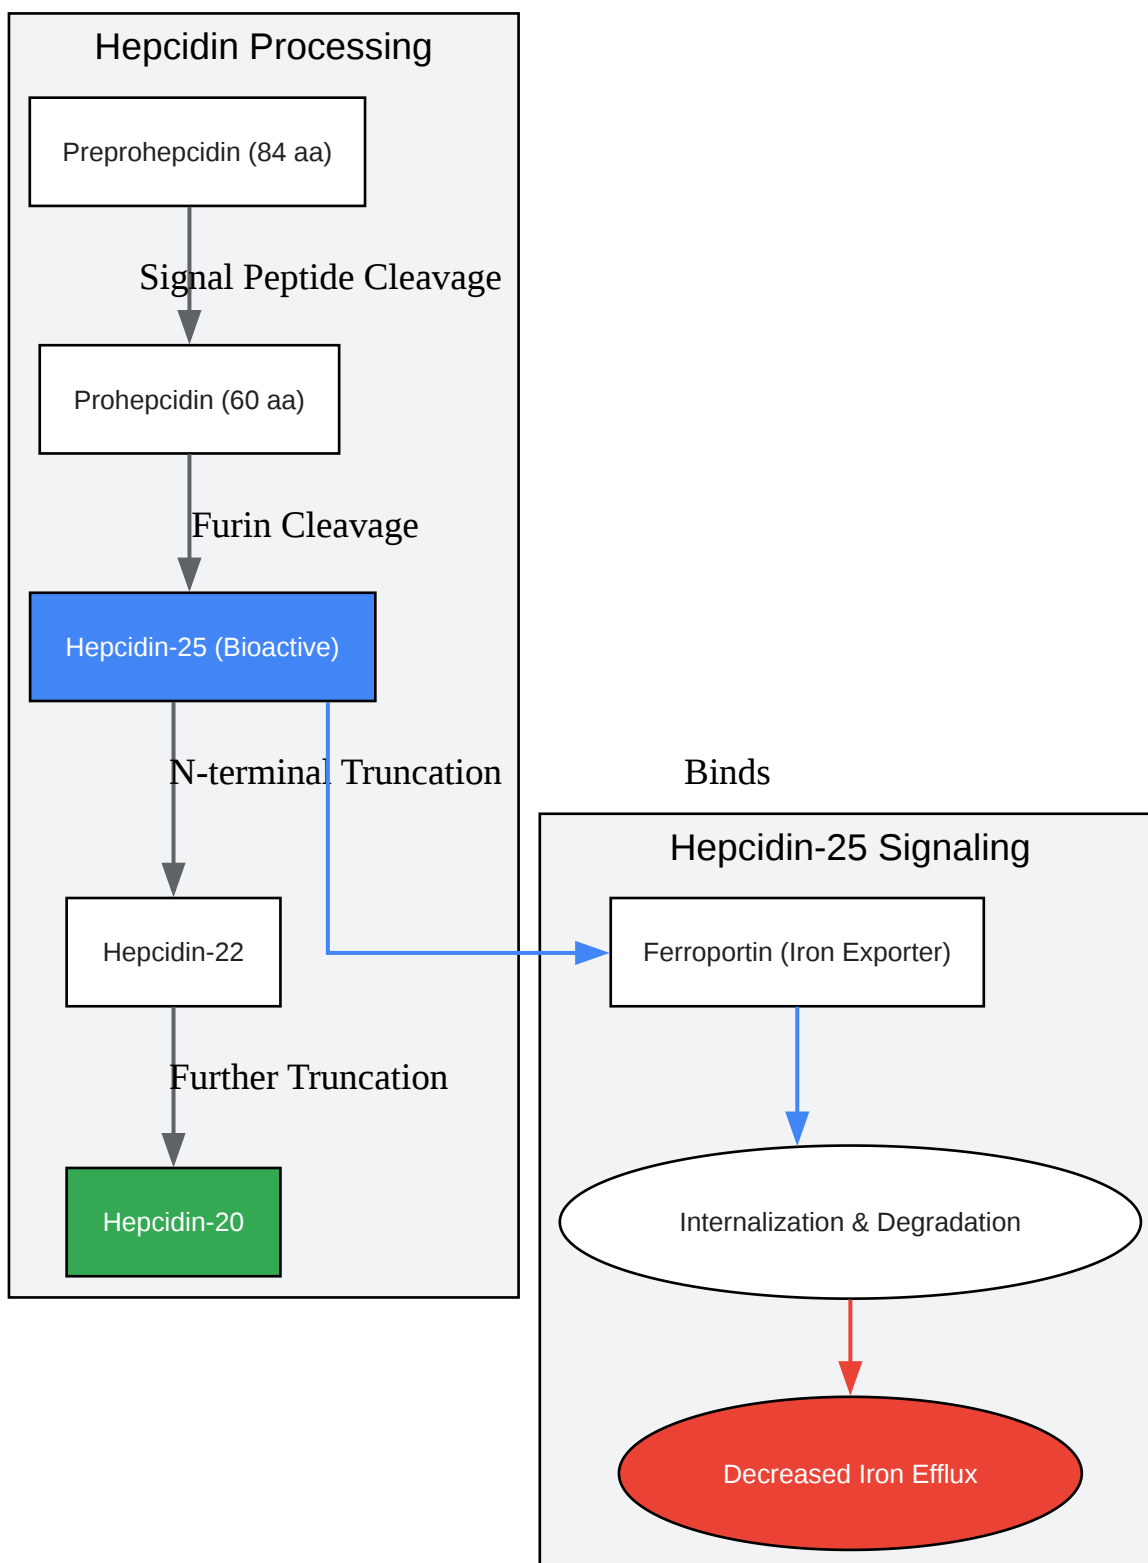 Hepcidin Processing
Preprohepcidin (84 aa)
Signal Peptide Cleavage
Prohepcidin (60 aa)
Furin Cleavage
Hepcidin-25 (Bioactive)
N-terminal Truncation
Hepcidin-22
Further Truncation
Hepcidin-20
Binds
Hepcidin-25 Signaling
Ferroportin (Iron Exporter)
Internalization & Degradation
Decreased Iron Efflux